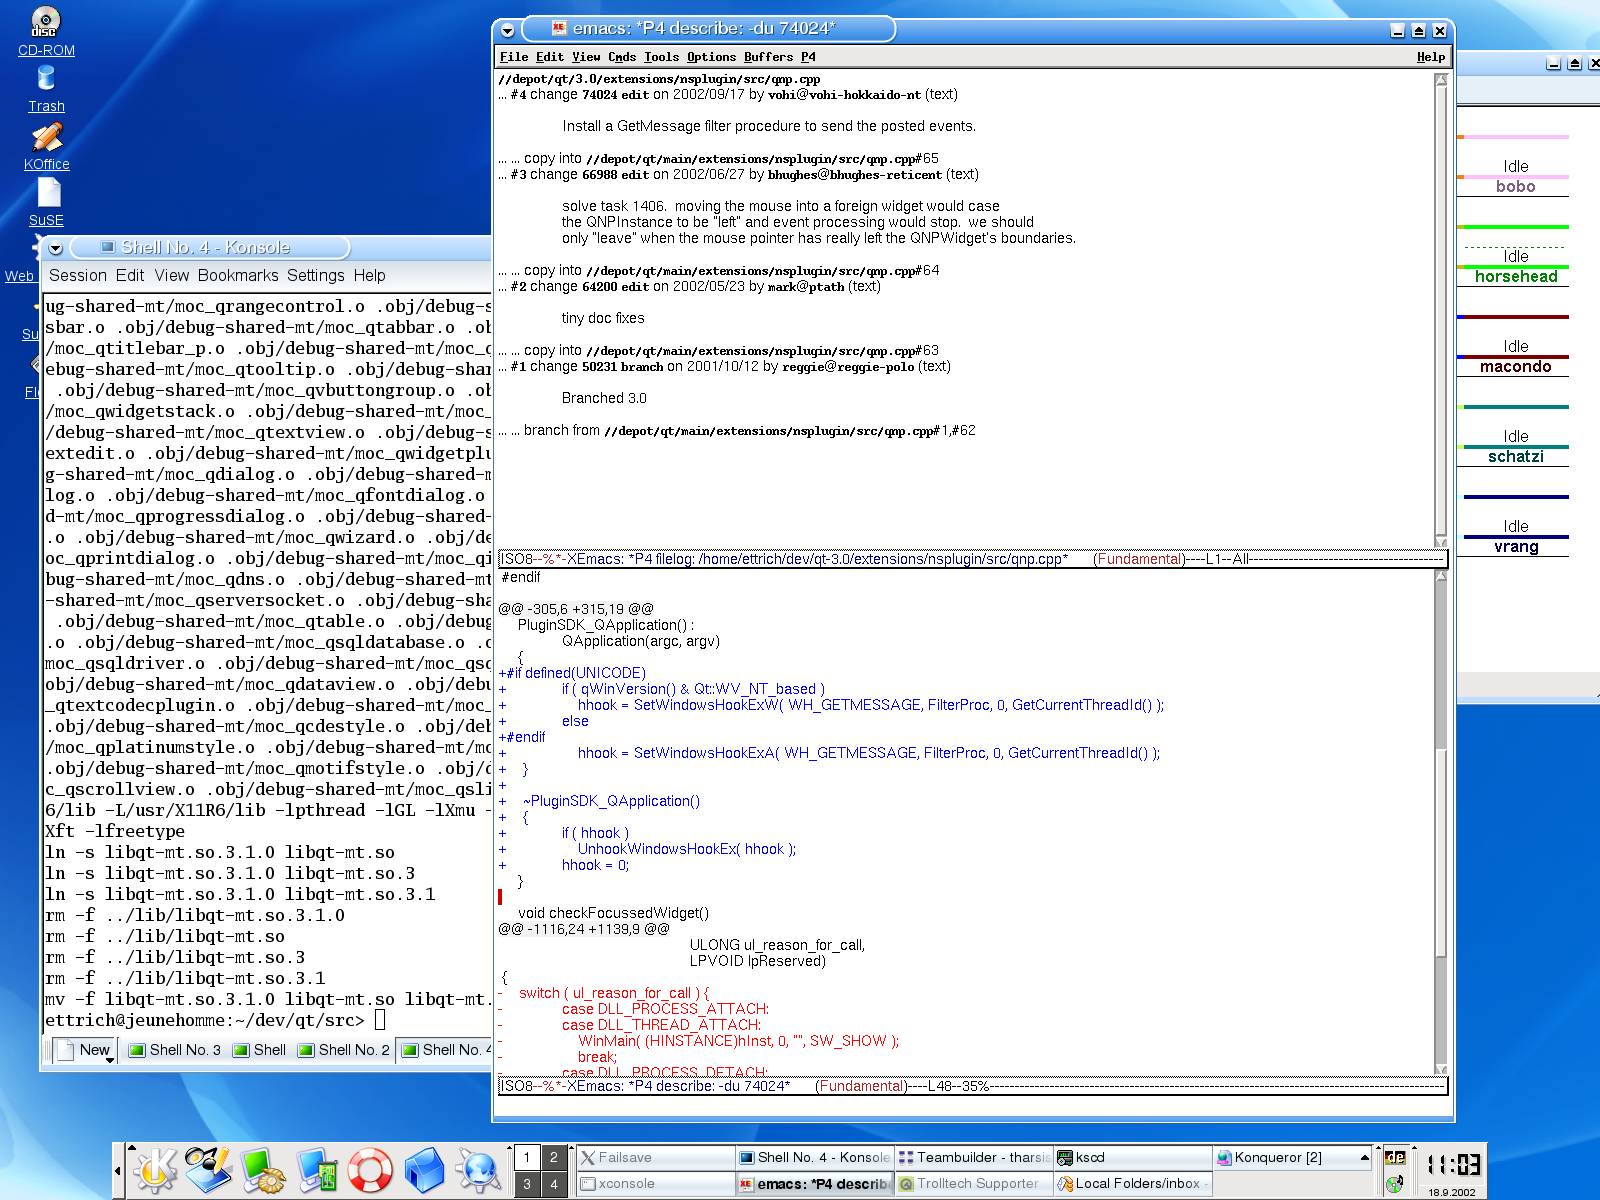 CD-ROM
Trash
KOffice
SuSE
Web
Su
Fl
Shell No. 4 - Konsole
Session Edit View Bookmarks Settings Help
ug-shared-mt/moc_qrangecontrol.o .obj/debug-s
sbar.o .obj/debug-shared-mt/moc_qtabbar.o .ob
/moc_qtitlebar_p.o .obj/debug-shared-mt/moc_q
ebug-shared-mt/moc_qtooltip.o .obj/debug-shar
.obj/debug-shared-mt/moc_qvbuttongroup.o .ob
/moc_qwidgetstack.o .obj/debug-shared-mt/moc_
/debug-shared-mt/moc_qtextview.o .obj/debug-s
extedit.o .obj/debug-shared-mt/moc_qwidgetplu
g-shared-mt/moc_qdialog.o .obj/debug-shared-m
log.o .obj/debug-shared-mt/moc_qfontdialog.o
d-mt/moc_qprogressdialog.o .obj/debug-shared-
.o .obj/debug-shared-mt/moc_qwizard.o .obj/de
oc_qprintdialog.o .obj/debug-shared-mt/moc_qi
bug-shared-mt/moc_qdns.o .obj/debug-shared-mt
-shared-mt/moc_qserversocket.o .obj/debug-sha
.obj/debug-shared-mt/moc_qtable.o .obj/debug
.o .obj/debug-shared-mt/moc_qsqldatabase.o .o
moc_qsqldriver.o .obj/debug-shared-mt/moc_qsq
obj/debug-shared-mt/moc_qdataview.o .obj/debu
_qtextcodecplugin.o .obj/debug-shared-mt/moc_
.obj/debug-shared-mt/moc_qcdestyle.o .obj/deb
/moc_qplatinumstyle.o .obj/debug-shared-mt/mo
.obj/debug-shared-mt/moc_qmotifstyle.o .obj/d
c_qscrollview.o .obj/debug-shared-mt/moc_qsli
6/lib -L/usr/X11R6/lib -lpthread -lGL -lXmu -
Xft -lfreetype
ln -s libqt-mt.so.3.1.0 libqt-mt.so
ln -s libqt-mt.so.3.1.0 libqt-mt.so.3
ln -s libqt-mt.so.3.1.0 libqt-mt.so.3.1
rm -f ../lib/libqt-mt.so.3.1.0
rm -f ../lib/libqt-mt.so
rm -f ../lib/libqt-mt.so.3
rm -f ../lib/libqt-mt.so.3.1
mv -f libqt-mt.so.3.1.0 libqt-mt.so libqt-mt.
ettrich@jeunehomme:~/dev/qt/src>
New Shell No. 3 Shell Shell No. 2 Shell No. 4
emacs: *P4 describe: -du 74024*
File Edit View Cmds Tools Options Buffers P4 Help
//depot/qt/3.0/extensions/nsplugin/src/qnp.cpp
... #4 change 74024 edit on 2002/09/17 by vohi@vohi-hokkaido-nt (text)
Install a GetMessage filter procedure to send the posted events.
... ... copy into //depot/qt/main/extensions/nsplugin/src/qnp.cpp#65
... #3 change 66988 edit on 2002/06/27 by bhughes@bhughes-reticent (text)
solve task 1406. moving the mouse into a foreign widget would case
the QNPInstance to be "left" and event processing would stop. we should
only "leave" when the mouse pointer has really left the QNPWidget's boundaries.
... ... copy into //depot/qt/main/extensions/nsplugin/src/qnp.cpp#64
... #2 change 64200 edit on 2002/05/23 by mark@ptath (text)
tiny doc fixes
... ... copy into //depot/qt/main/extensions/nsplugin/src/qnp.cpp#63
... #1 change 50231 branch on 2001/10/12 by reggie@reggie-polo (text)
Branched 3.0
... ... branch from //depot/qt/main/extensions/nsplugin/src/qnp.cpp#1,#62
ISO8--%*-XEmacs: *P4 filelog: /home/ettrich/dev/qt-3.0/extensions/nsplugin/src/qnp.cpp* (Fundamental)----L1--All----
#endif
@@ -305,6 +315,19 @@
PluginSDK_QApplication() :
QApplication(argc, argv)
{
+#if defined(UNICODE)
+ if ( qWinVersion() & Qt::WV_NT_based )
+ hhook = SetWindowsHookExW( WH_GETMESSAGE, FilterProc, 0, GetCurrentThreadId() );
+ else
+#endif
+ hhook = SetWindowsHookExA( WH_GETMESSAGE, FilterProc, 0, GetCurrentThreadId() );
+ }
+
+ ~PluginSDK_QApplication()
+ {
+ if ( hhook )
+ UnhookWindowsHookEx( hhook );
+ hhook = 0;
}
void checkFocussedWidget()
@@ -1116,24 +1139,9 @@
ULONG ul_reason_for_call,
LPVOID lpReserved)
{
- switch ( ul_reason_for_call ) {
- case DLL_PROCESS_ATTACH:
- case DLL_THREAD_ATTACH:
- WinMain( (HINSTANCE)hInst, 0, "", SW_SHOW );
- break;
- case DLL_PROCESS_DETACH:
ISO8--%*-XEmacs: *P4 describe: -du 74024* (Fundamental)----L48--35%----
Idle
bobo
Idle
horsehead
Idle
macondo
Idle
schatzi
Idle
vrang
1 2
3 4
Failsave Shell No. 4 - Konsole Teambuilder - tharsis kscd Konqueror [2]
xconsole emacs: *P4 describ Trolltech Supporter Local Folders/inbox -
de
11:03
18.9.2002